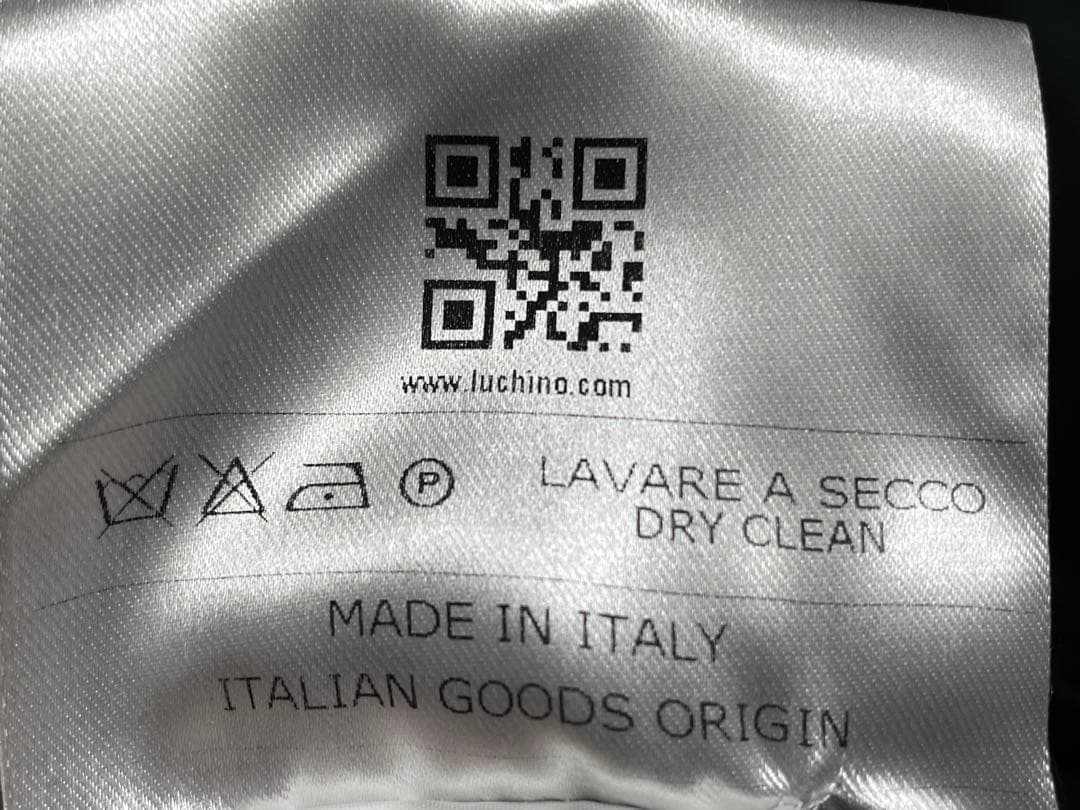 www.luchino.com
P LAVARE A SECCO
DRY CLEAN
MADE IN ITALY
ITALIAN GOODS ORIGIN